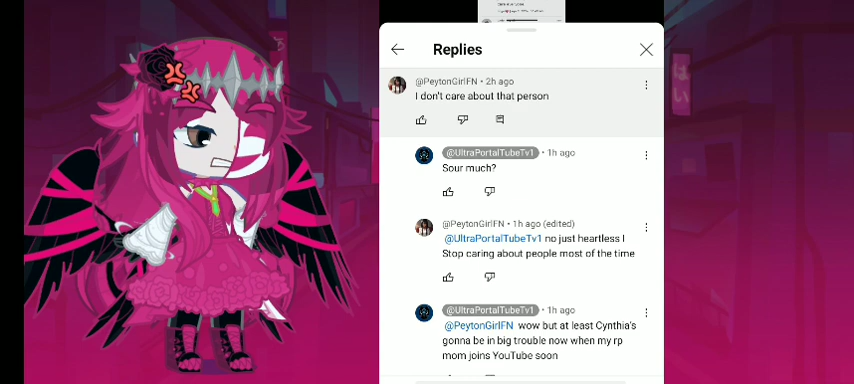 Replies
@PeytonGirlFN • 2h ago
I don't care about that person
@UltraPortalTubeTv1 • 1h ago
Sour much?
@PeytonGirlFN • 1h ago (edited)
@UltraPortalTubeTv1 no just heartless I
Stop caring about people most of the time
@UltraPortalTubeTv1 • 1h ago
@PeytonGirlFN wow but at least Cynthia's
gonna be in big trouble now when my rp
mom joins YouTube soon